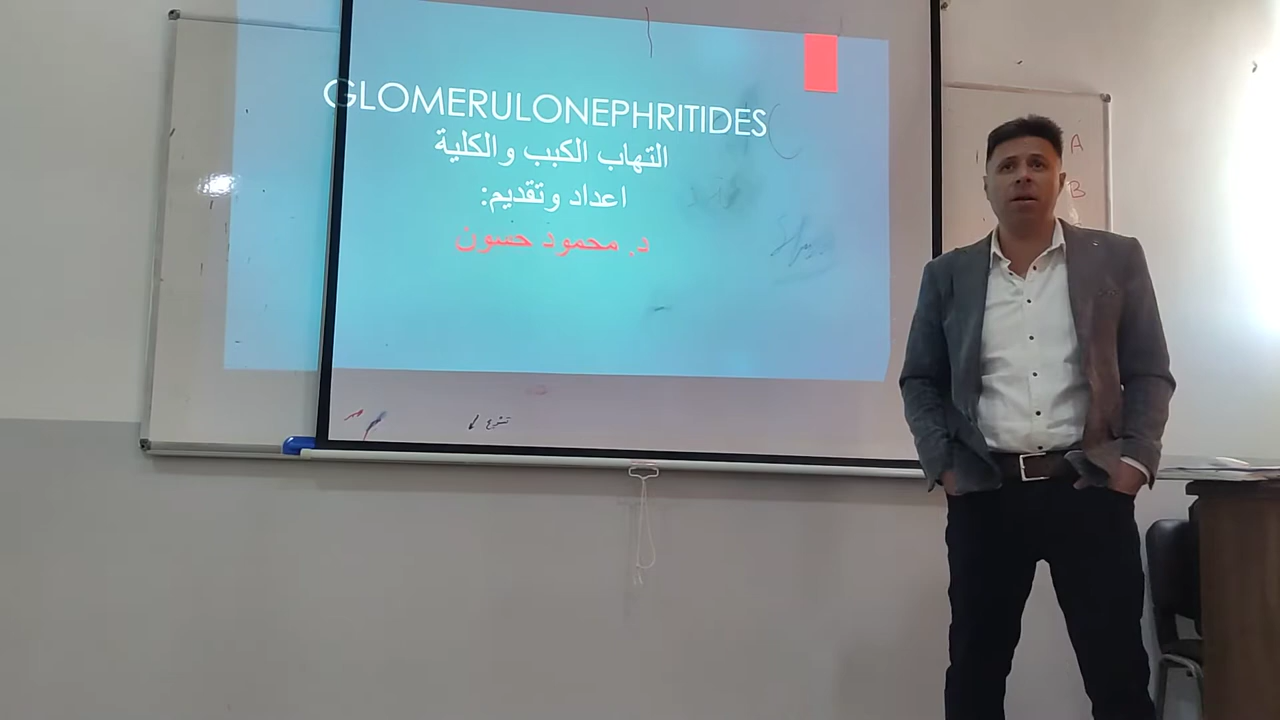 GLOMERULONEPHRITIDES
التهاب الكبب والكلية
اعداد وتقديم:
د. محمود حسون
A
B